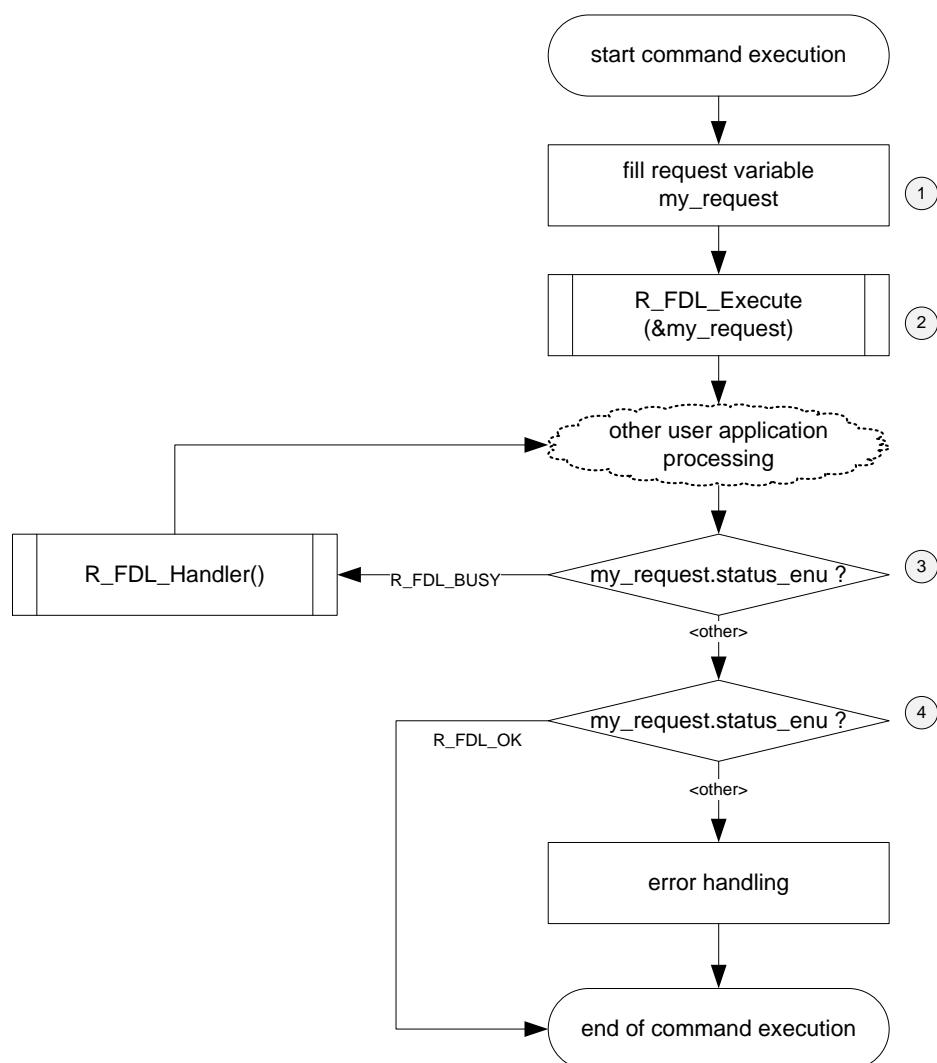 start command execution
fill request variable
my_request
1
R_FDL_Execute
(&my_request)
2
other user application
processing
R_FDL_Handler()
R_FDL_BUSY
my_request.status_enu ?
3
<other>
my_request.status_enu ?
4
R_FDL_OK
<other>
error handling
end of command execution